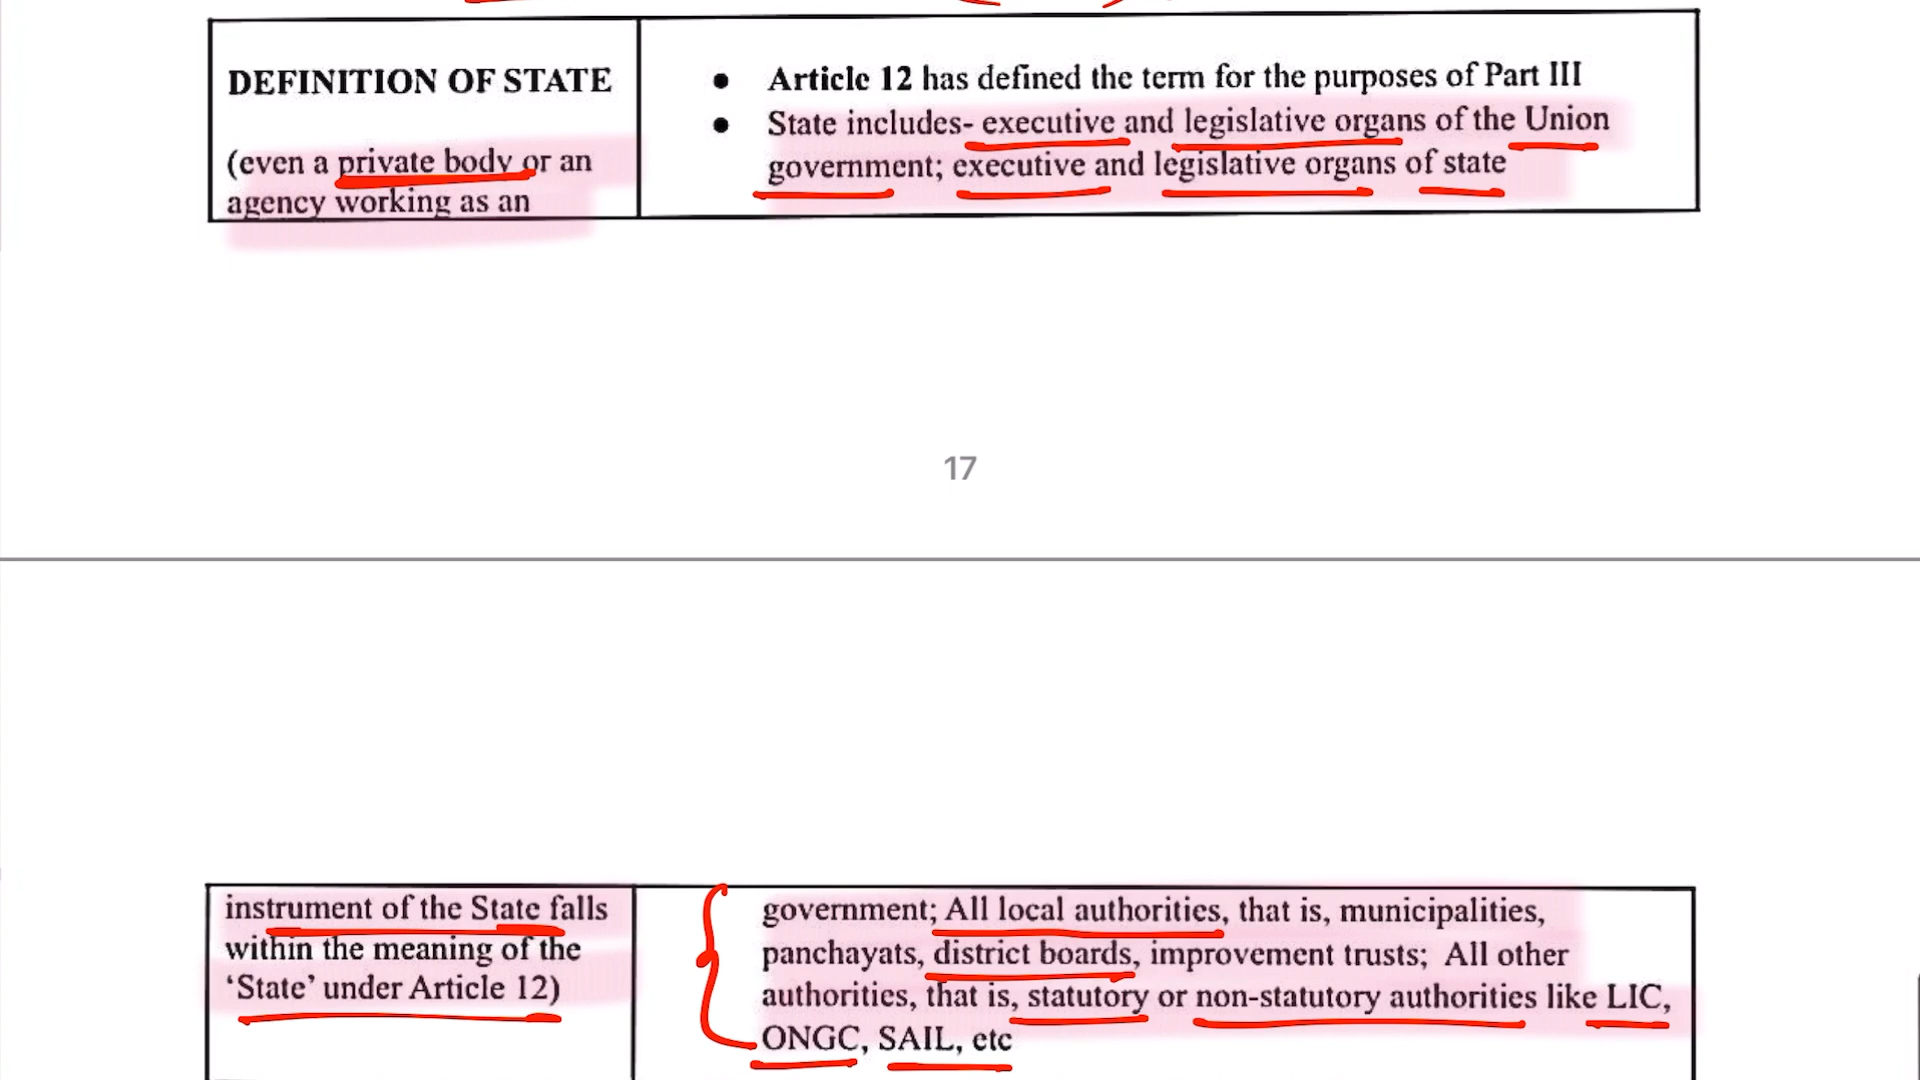 DEFINITION OF STATE
(even a private body or an
agency working as an
● Article 12 has defined the term for the purposes of Part III
● State includes- executive and legislative organs of the Union
government; executive and legislative organs of state
17
instrument of the State falls
within the meaning of the
‘State’ under Article 12)
government; All local authorities, that is, municipalities,
panchayats, district boards, improvement trusts; All other
authorities, that is, statutory or non-statutory authorities like LIC,
ONGC, SAIL, etc